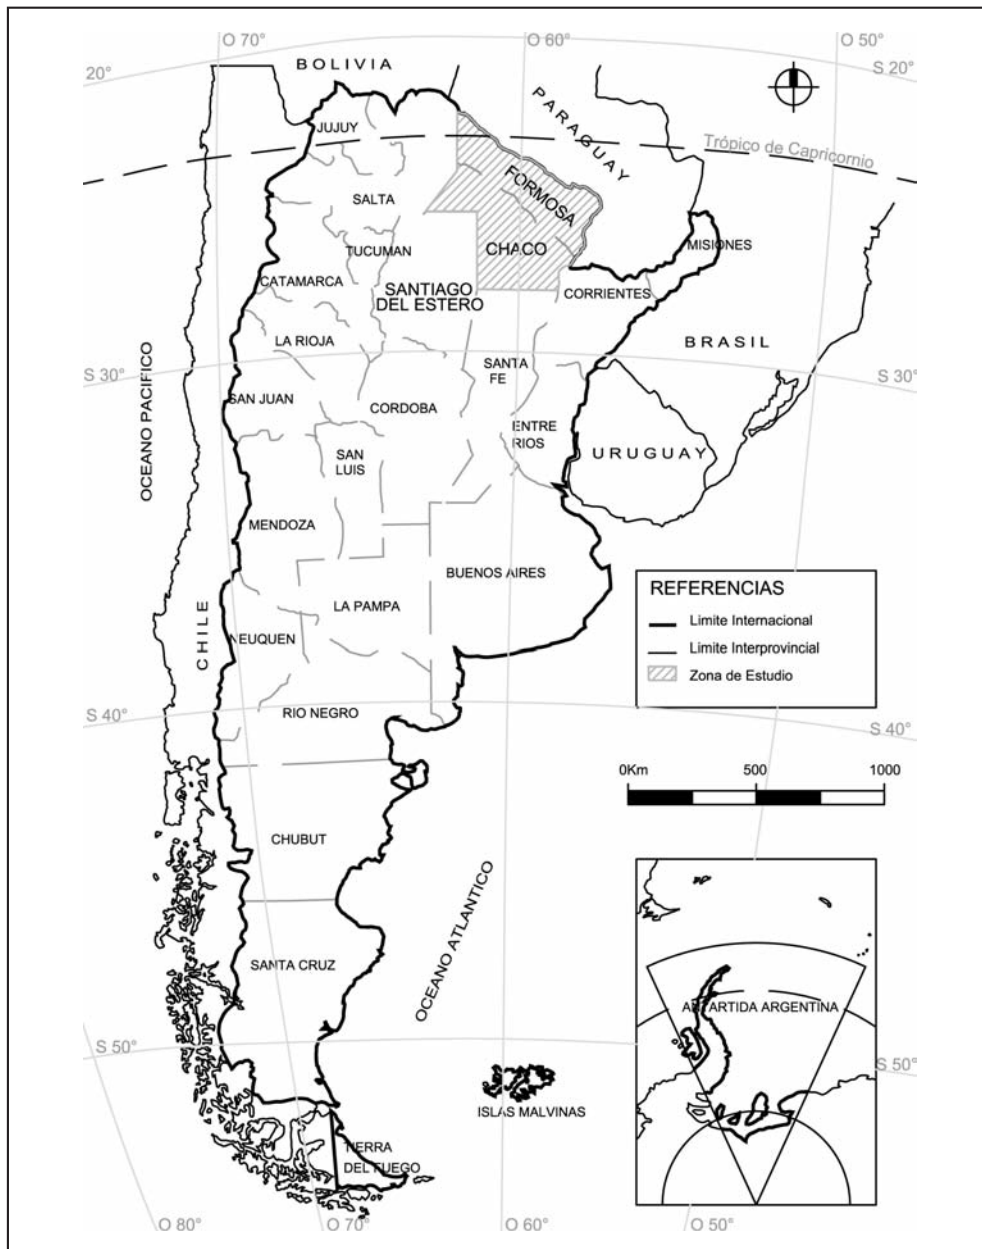 O 70°
O 60°
O 50°
BOLIVIA
20°
S 20°
PARAGUAY
JUJUY
Trópico de Capricornio
FORMOSA
SALTA
CHACO
MISIONES
TUCUMAN
CATAMARCA
SANTIAGO
DEL ESTERO
CORRIENTES
LA RIOJA
BRASIL
OCEANO PACIFICO
SANTA
FE
S 30°
S 30°
SAN JUAN
CORDOBA
ENTRE
RIOS
SAN
LUIS
URUGUAY
MENDOZA
BUENOS AIRES
REFERENCIAS
Limite Internacional
Limite Interprovincial
Zona de Estudio
LA PAMPA
CHILE
NEUQUEN
RIO NEGRO
S 40°
S 40°
0Km
500
1000
CHUBUT
OCEANO ATLANTICO
SANTA CRUZ
ANTARTIDA ARGENTINA
S 50°
S 50°
ISLAS MALVINAS
TIERRA
DEL FUEGO
O 80°
O 70°
O 60°
O 50°